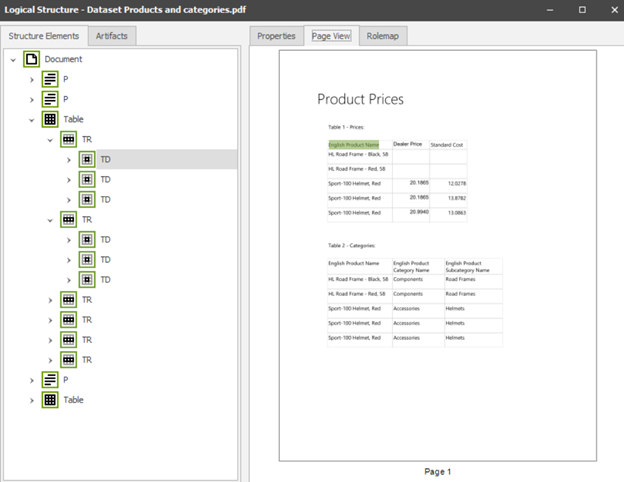 Logical Structure - Dataset Products and categories.pdf
Structure Elements Artifacts
Document
P
P
Table
TR
TD
TD
TD
TR
TD
TD
TD
TR
TR
TR
TR
P
Table
Properties Page View Rolemap
Product Prices
Table 1 - Prices:
English Product Name Dealer Price Standard Cost
HL Road Frame - Black, 58
HL Road Frame - Red, 58
Sport-100 Helmet, Red 20.1865 12.0278
Sport-100 Helmet, Red 20.1865 13.8782
Sport-100 Helmet, Red 20.9940 13.0863
Table 2 - Categories:
English Product Name English Product Category Name English Product Subcategory Name
HL Road Frame - Black, 58 Components Road Frames
HL Road Frame - Red, 58 Components Road Frames
Sport-100 Helmet, Red Accessories Helmets
Sport-100 Helmet, Red Accessories Helmets
Sport-100 Helmet, Red Accessories Helmets
Page 1